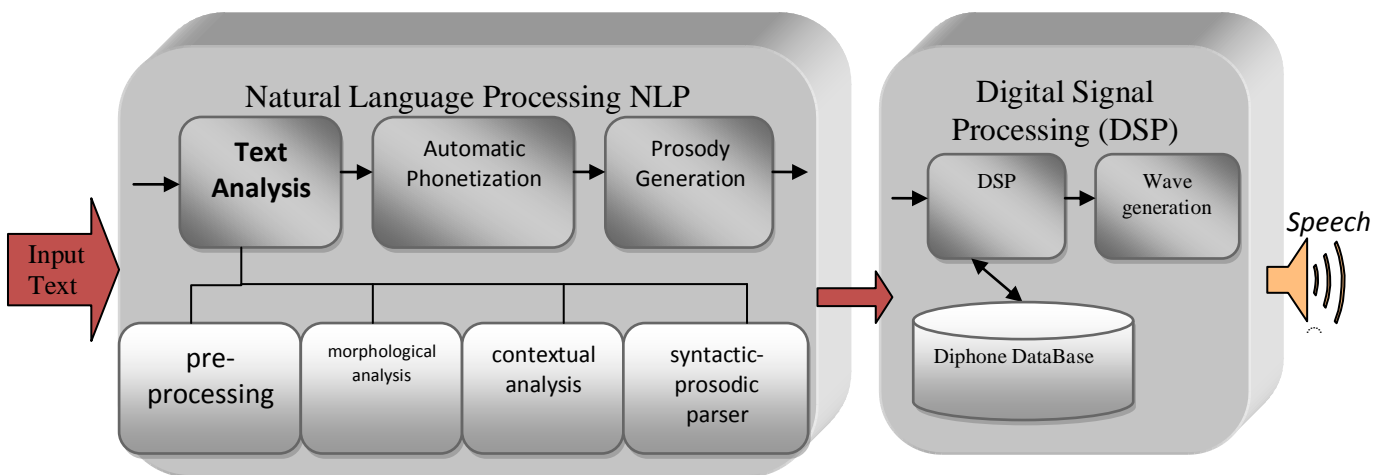 Natural Language Processing NLP
Text
Analysis
Automatic
Phonetization
Prosody
Generation
Input
Text
pre-
processing
morphological
analysis
contextual
analysis
syntactic-
prosodic
parser
Digital Signal
Processing (DSP)
DSP
Wave
generation
Diphone DataBase
Speech